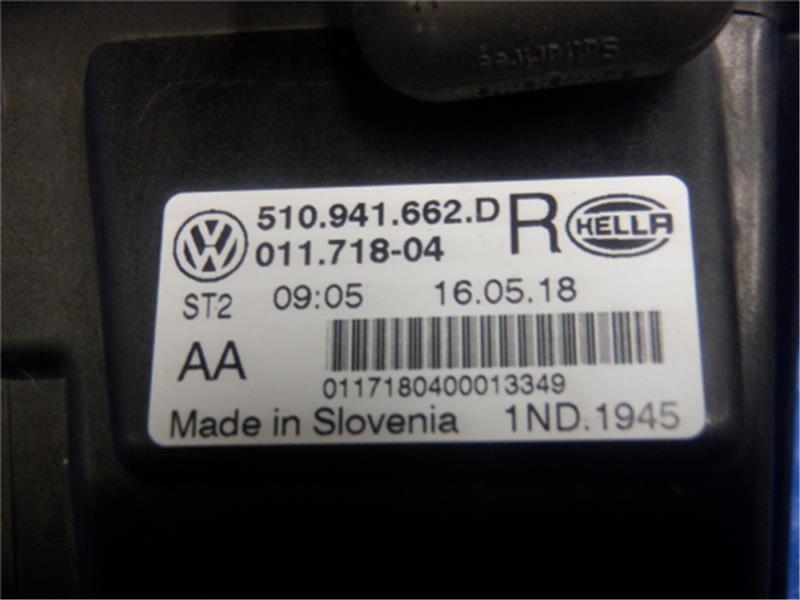 VW 510.941.662.D R HELLA
011.718-04
ST2 09:05 16.05.18
AA
0117180400013349
Made in Slovenia 1ND.1945